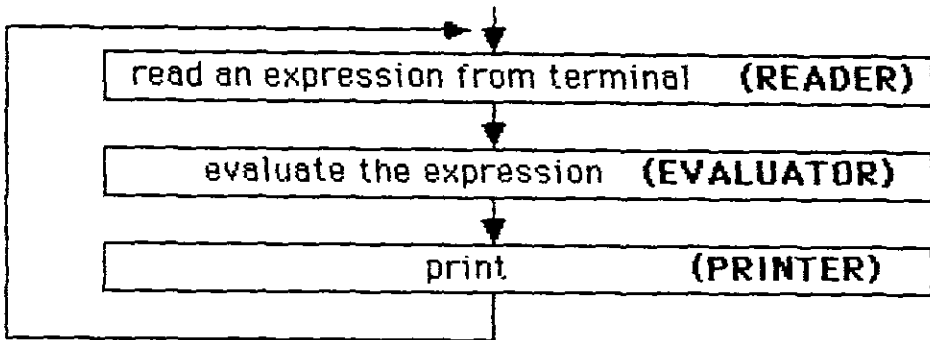 read an expression from terminal (READER)
evaluate the expression (EVALUATOR)
print (PRINTER)